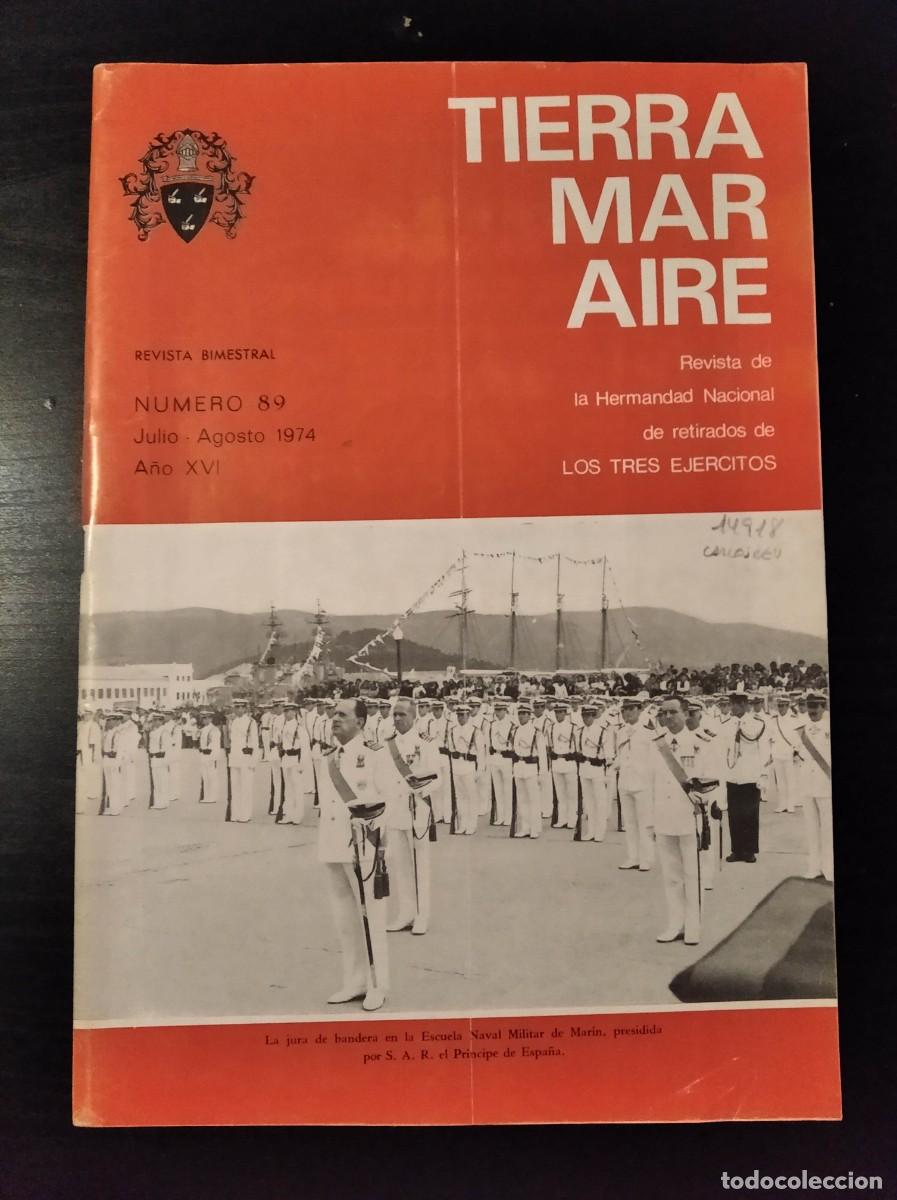 TIERRA
MAR
AIRE
REVISTA BIMESTRAL
NUMERO 89
Julio - Agosto 1974
Año XVI
Revista de
la Hermandad Nacional
de retirados de
LOS TRES EJERCITOS
14918
La jura de bandera en la Escuela Naval Militar de Marín, presidida
por S. A. R. el Príncipe de España.
todocoleccion